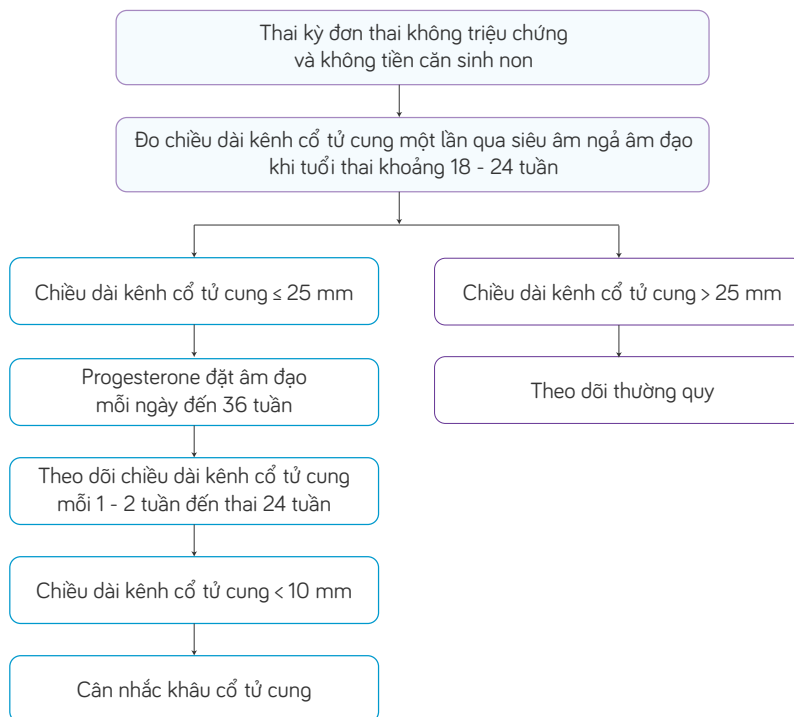 Thai kỳ đơn thai không triệu chứng
và không tiền căn sinh non
Đo chiều dài kênh cổ tử cung một lần qua siêu âm ngả âm đạo
khi tuổi thai khoảng 18 - 24 tuần
Chiều dài kênh cổ tử cung ≤ 25 mm
Chiều dài kênh cổ tử cung > 25 mm
Progesterone đặt âm đạo
mỗi ngày đến 36 tuần
Theo dõi thường quy
Theo dõi chiều dài kênh cổ tử cung
mỗi 1 - 2 tuần đến thai 24 tuần
Chiều dài kênh cổ tử cung < 10 mm
Cân nhắc khâu cổ tử cung